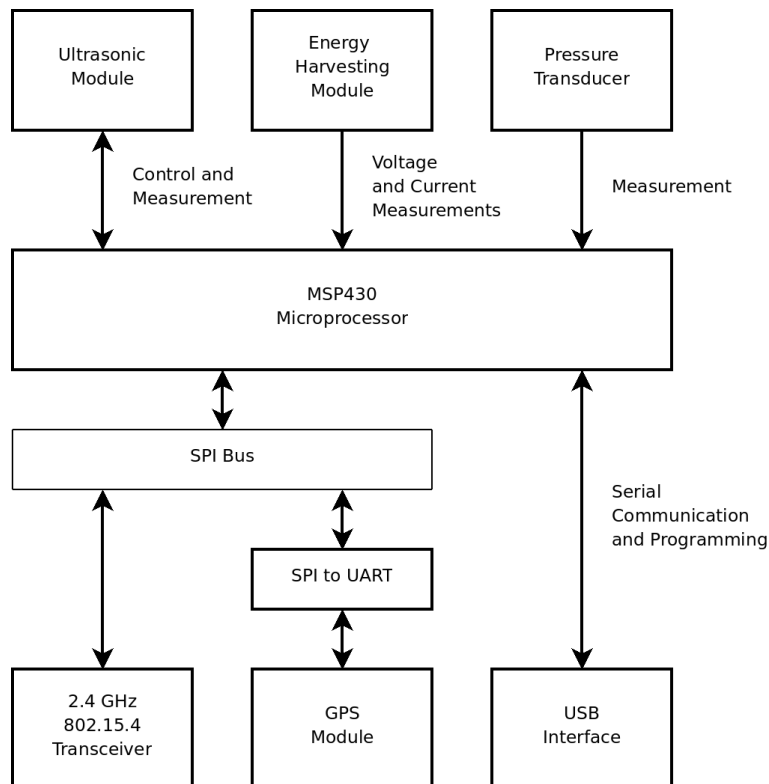 Ultrasonic
Module
Energy
Harvesting
Module
Pressure
Transducer
Control and
Measurement
Voltage
and Current
Measurements
Measurement
MSP430
Microprocessor
SPI Bus
Serial
Communication
and Programming
SPI to UART
2.4 GHz
802.15.4
Transceiver
GPS
Module
USB
Interface